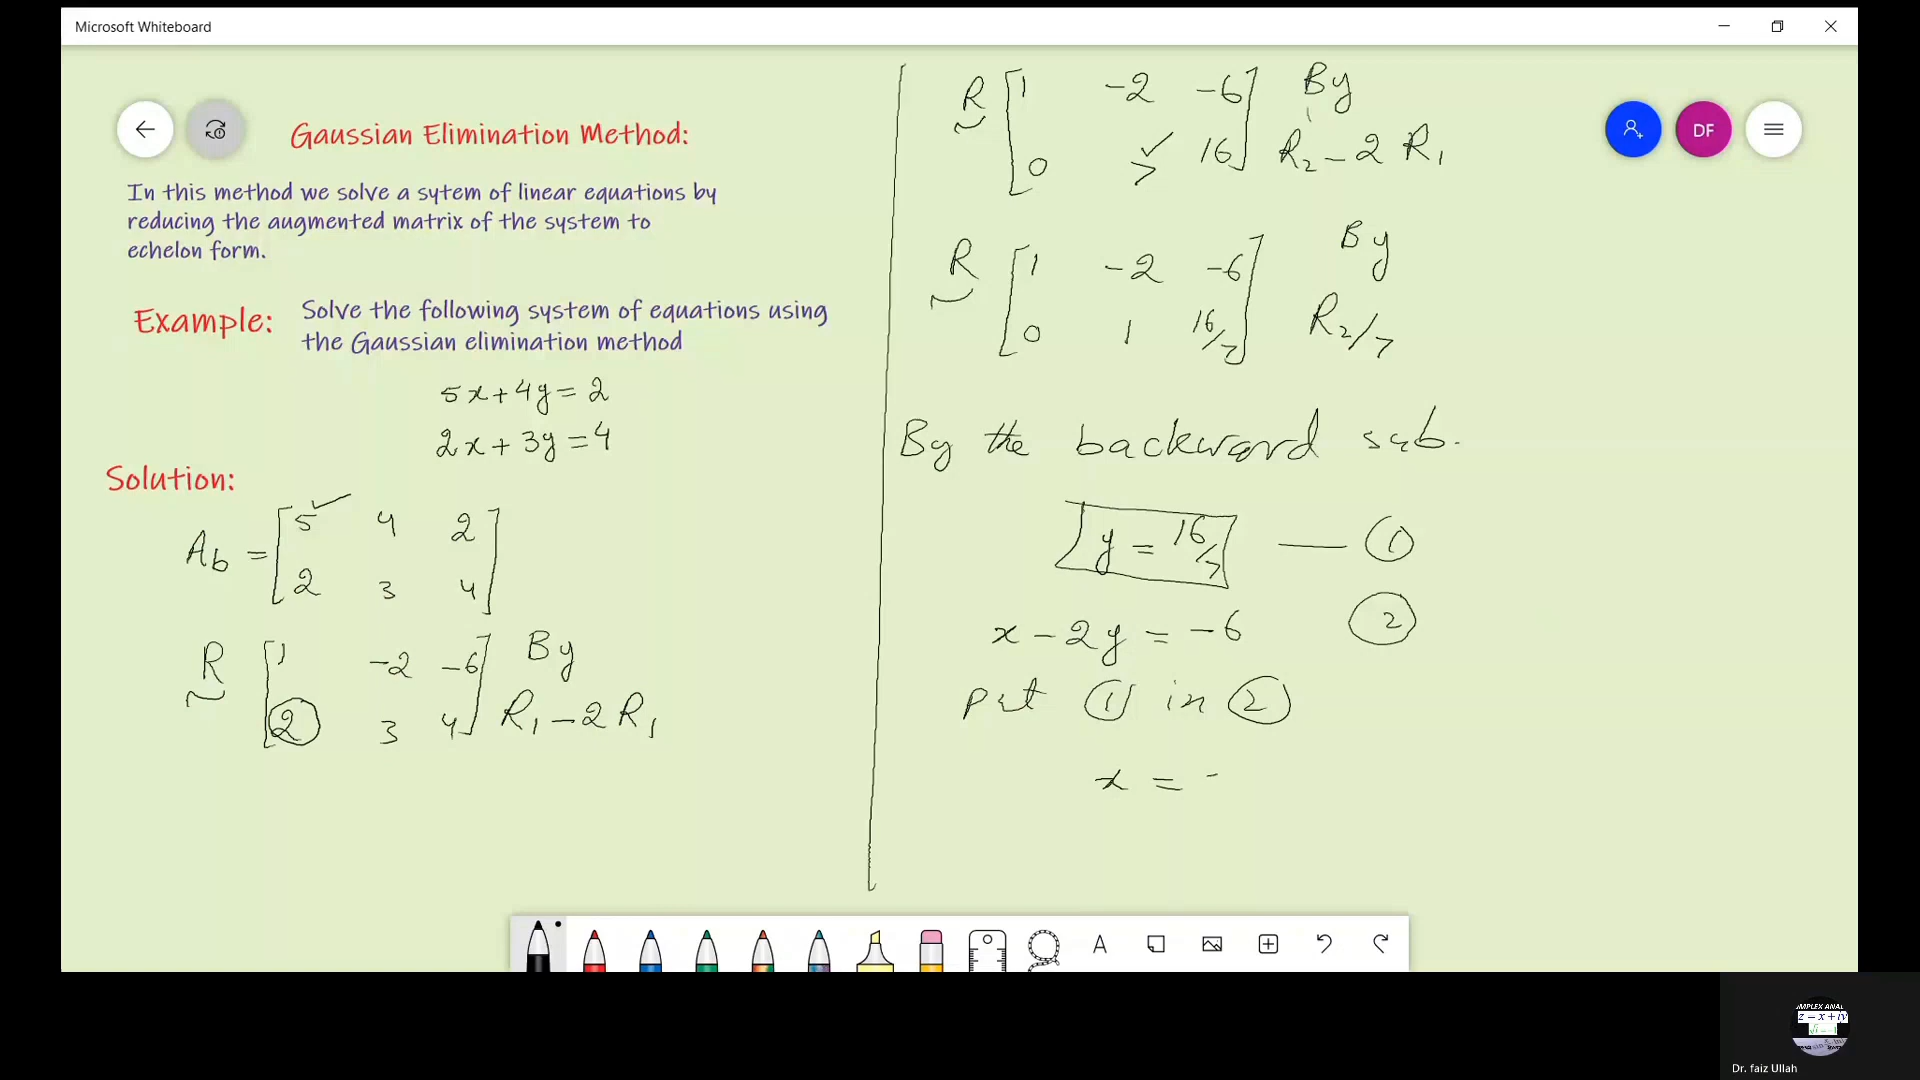 Microsoft Whiteboard
Gaussian Elimination Method:
In this method we solve a sytem of linear equations by
reducing the augmented matrix of the system to
echelon form.
Example: Solve the following system of equations using
the Gaussian elimination method
5x+4y=2
2x+3y=4
Solution:
Ab = [5 4 2
2 3 4]
R ~ [1 -2 -6 By
2 3 4] R1-2R1
R ~ [1 -2 -6] By
0 7 16] R2-2R1
R ~ [1 -2 -6] By
0 1 16/7] R2/7
By the backward sub.
y = 16/7 — 1
x-2y = -6 2
put 1 in 2
x = -
DF
A
MPLEX ANA
z = x + iy
Dr. faiz Ullah